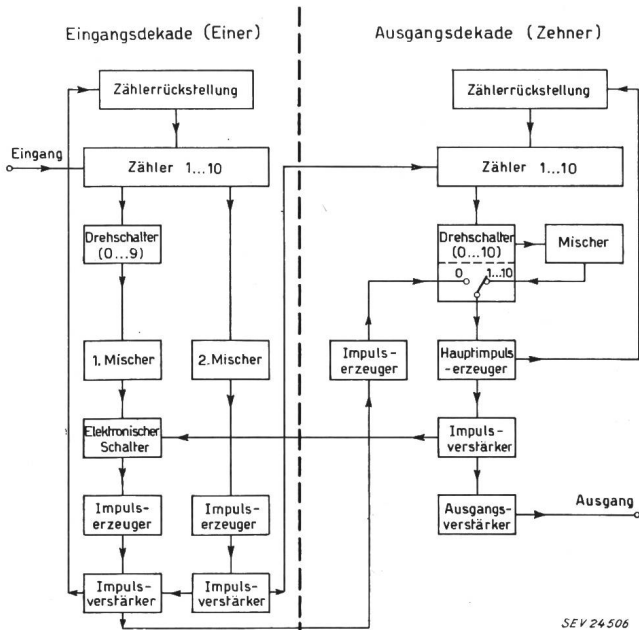 Eingangsdekade (Einer)
Ausgangsdekade (Zehner)
Zählerrückstellung
Zählerrückstellung
Eingang
Zähler 1...10
Zähler 1...10
Drehschalter
(0...9)
Drehschalter
(0...10)
Mischer
0
1...10
1. Mischer
2. Mischer
Impuls-
erzeuger
Hauptimpuls
-erzeuger
Elektronischer
Schalter
Impuls-
verstärker
Impuls-
erzeuger
Impuls-
erzeuger
Ausgangs-
verstärker
Ausgang
Impuls-
verstärker
Impuls-
verstärker
SEV 24506